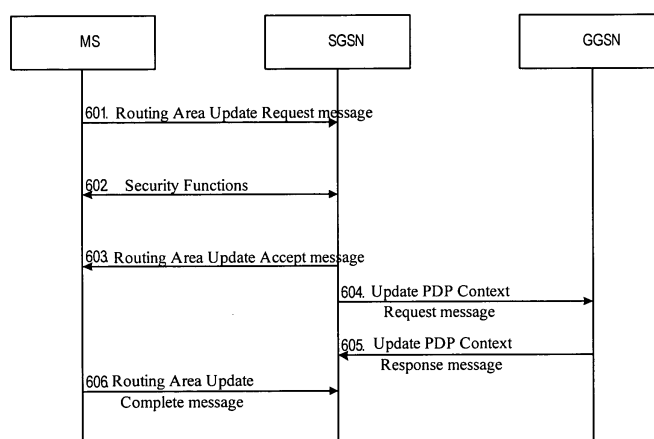 MS SGSN GGSN
601. Routing Area Update Request message
602 Security Functions
603. Routing Area Update Accept message
604. Update PDP Context
Request message
605. Update PDP Context
Response message
606. Routing Area Update
Complete message